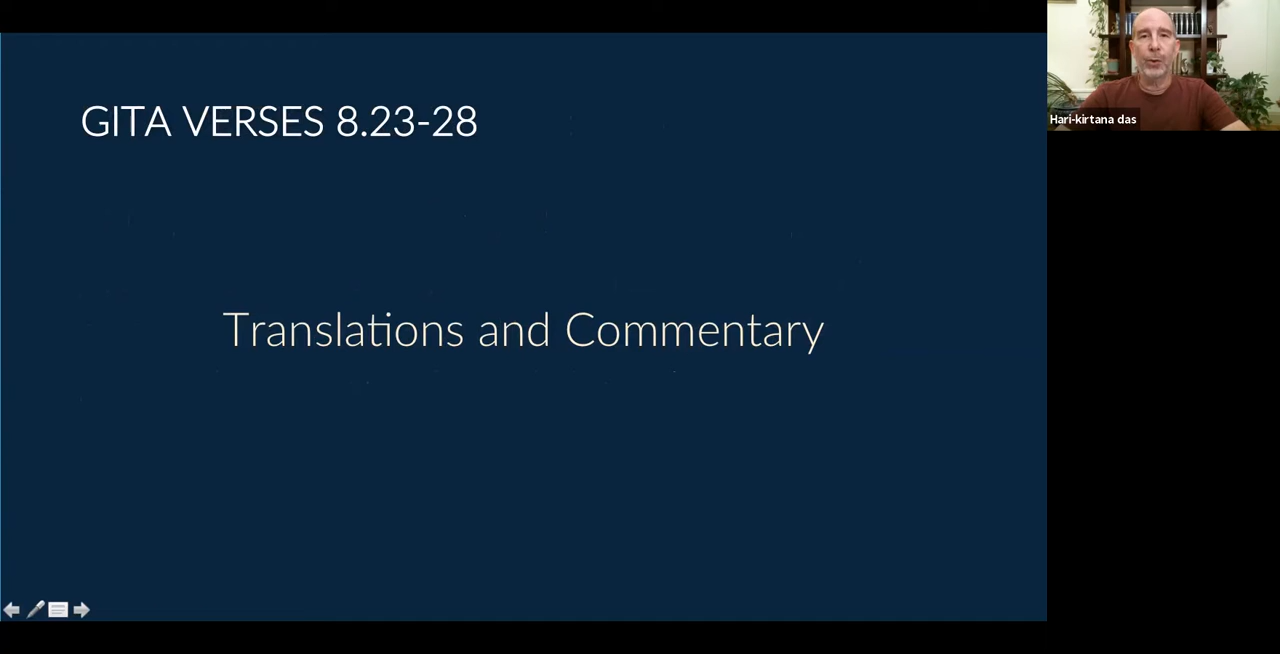 GITA VERSES 8.23-28
Translations and Commentary
Hari-kirtana das